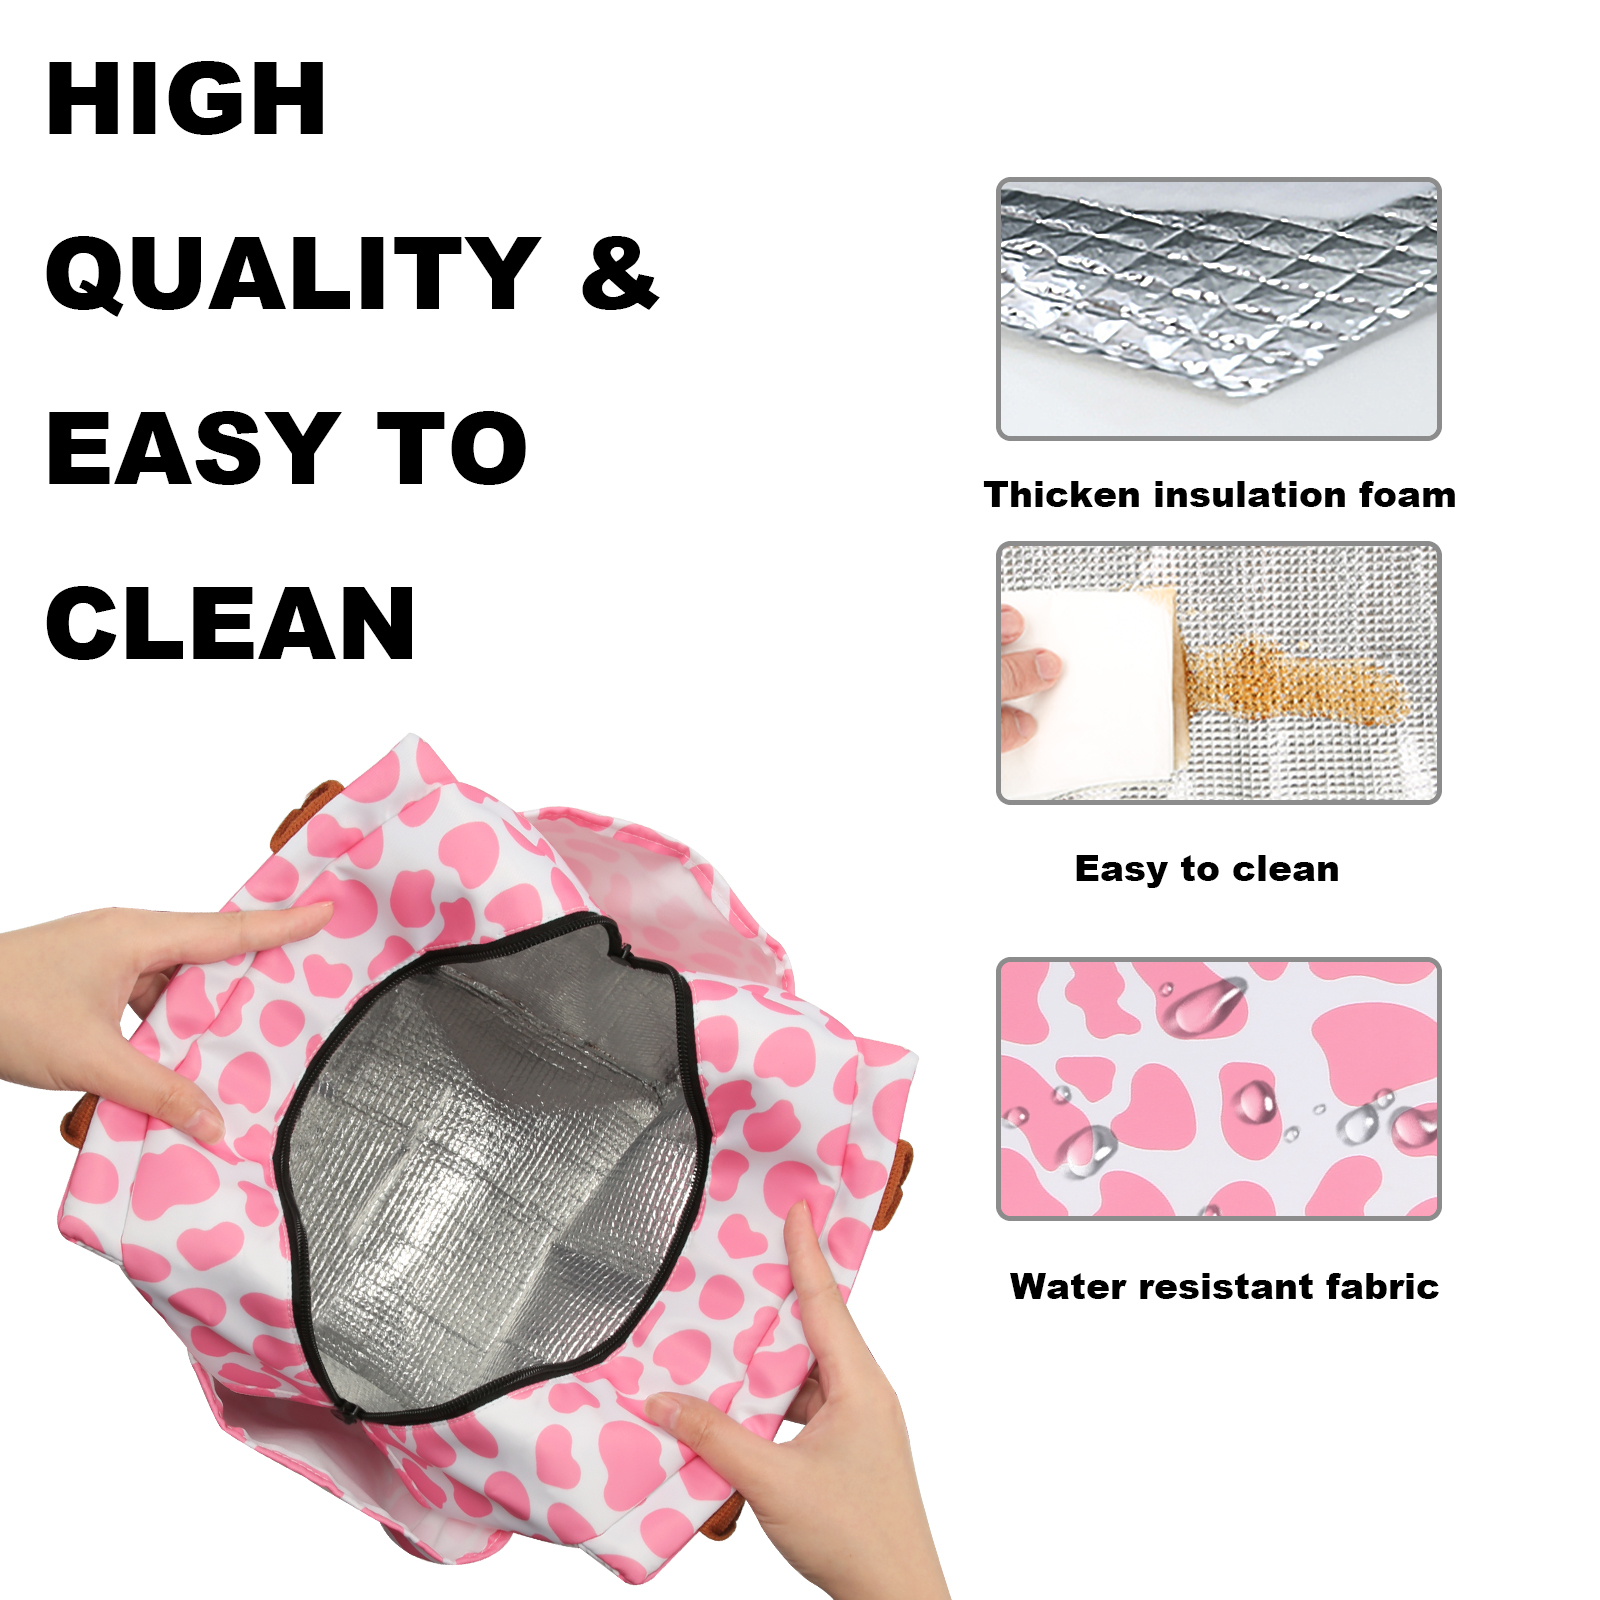 HIGH
QUALITY &
EASY TO
CLEAN
Thicken insulation foam
Easy to clean
Water resistant fabric